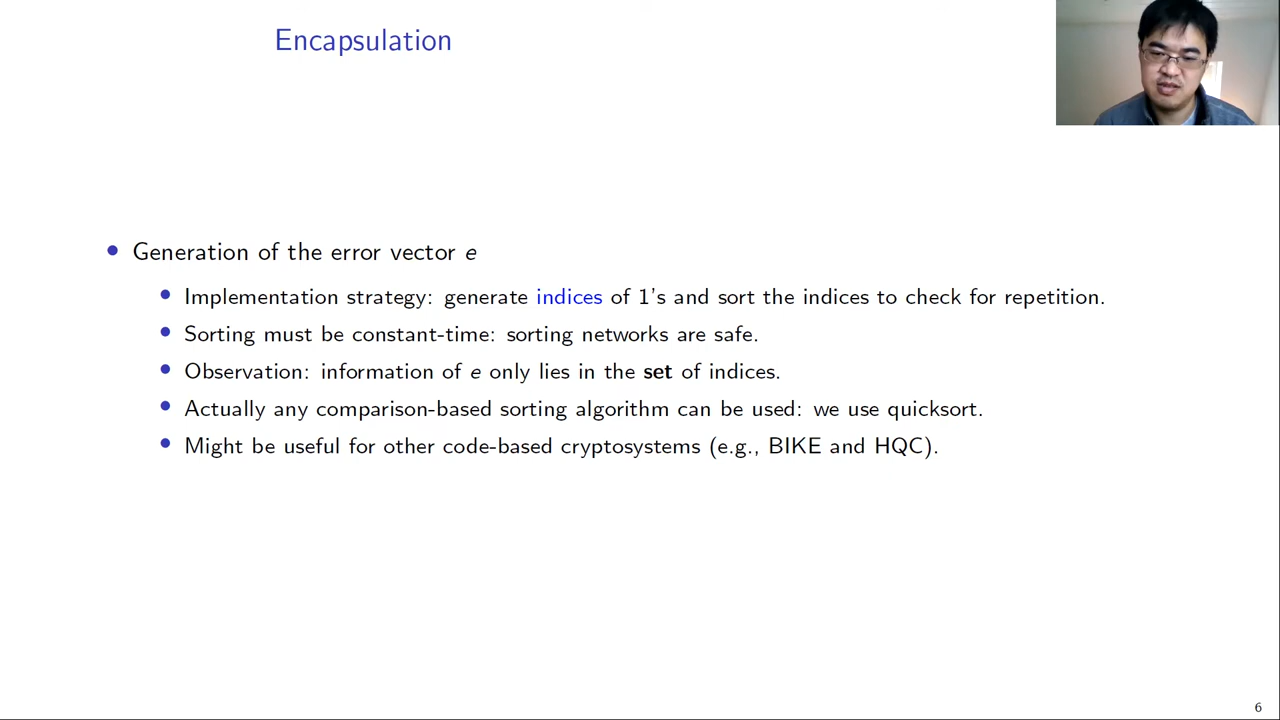 Encapsulation
• Generation of the error vector e
• Implementation strategy: generate indices of 1's and sort the indices to check for repetition.
• Sorting must be constant-time: sorting networks are safe.
• Observation: information of e only lies in the set of indices.
• Actually any comparison-based sorting algorithm can be used: we use quicksort.
• Might be useful for other code-based cryptosystems (e.g., BIKE and HQC).
6